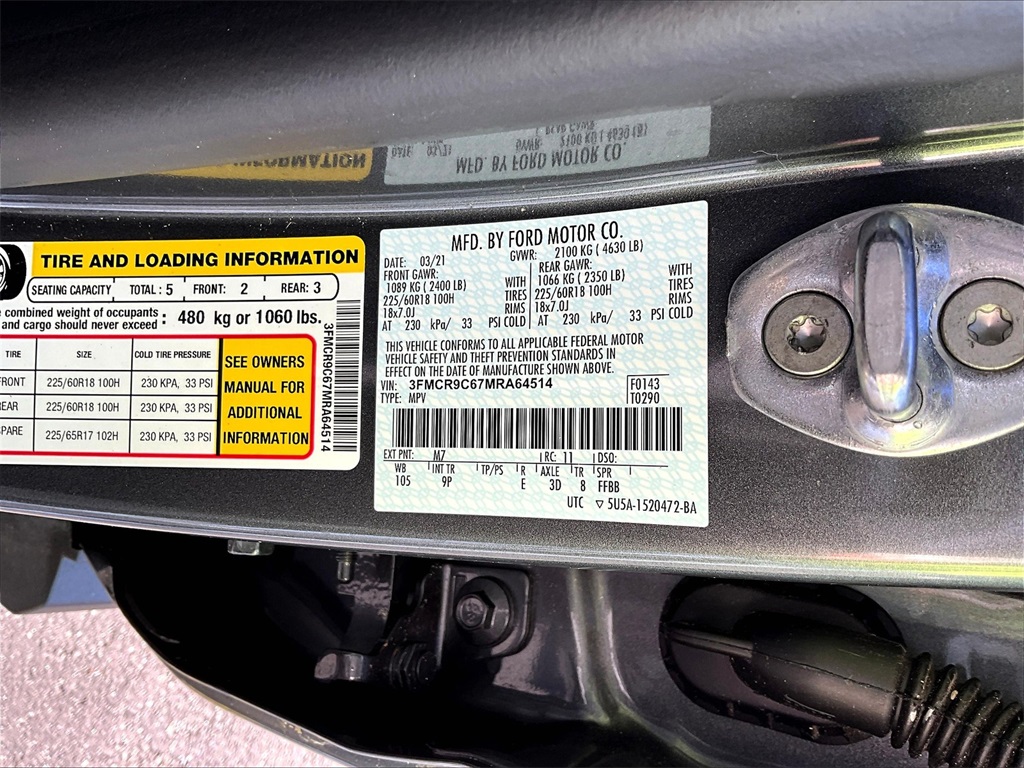 TIRE AND LOADING INFORMATION
SEATING CAPACITY TOTAL : 5 FRONT: 2 REAR: 3
combined weight of occupants
and cargo should never exceed : 480 kg or 1060 lbs.
TIRE SIZE COLD TIRE PRESSURE
FRONT 225/60R18 100H 230 KPA, 33 PSI
REAR 225/60R18 100H 230 KPA, 33 PSI
SPARE 225/65R17 102H 230 KPA, 33 PSI
SEE OWNERS
MANUAL FOR
ADDITIONAL
INFORMATION
3FMCR9C67MRA64514
MFD. BY FORD MOTOR CO.
DATE: 03/21 GVWR: 2100 KG ( 4630 LB)
FRONT GAWR: WITH REAR GAWR: WITH
1089 KG ( 2400 LB) TIRES 1066 KG ( 2350 LB) TIRES
225/60R18 100H RIMS 225/60R18 100H RIMS
18x7.0J 18x7.0J
AT 230 kPa/ 33 PSI COLD AT 230 kPa/ 33 PSI COLD
THIS VEHICLE CONFORMS TO ALL APPLICABLE FEDERAL MOTOR
VEHICLE SAFETY AND THEFT PREVENTION STANDARDS IN
EFFECT ON THE DATE OF MANUFACTURE SHOWN ABOVE.
VIN: 3FMCR9C67MRA64514 F0143
TYPE: MPV T0290
EXT PNT: M7 RC: 11 DSO:
WB INT TR TP/PS R AXLE TR SPR
105 9P E 3D 8 FFBB
UTC ▽ 5U5A-1520472-BA